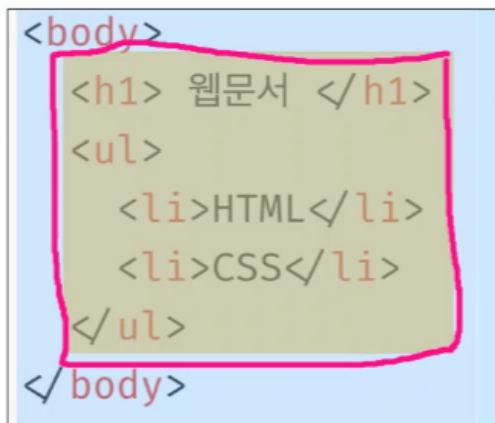 <body>
<h1> 웹문서 </h1>
<ul>
<li>HTML</li>
<li>CSS</li>
</ul>
</body>